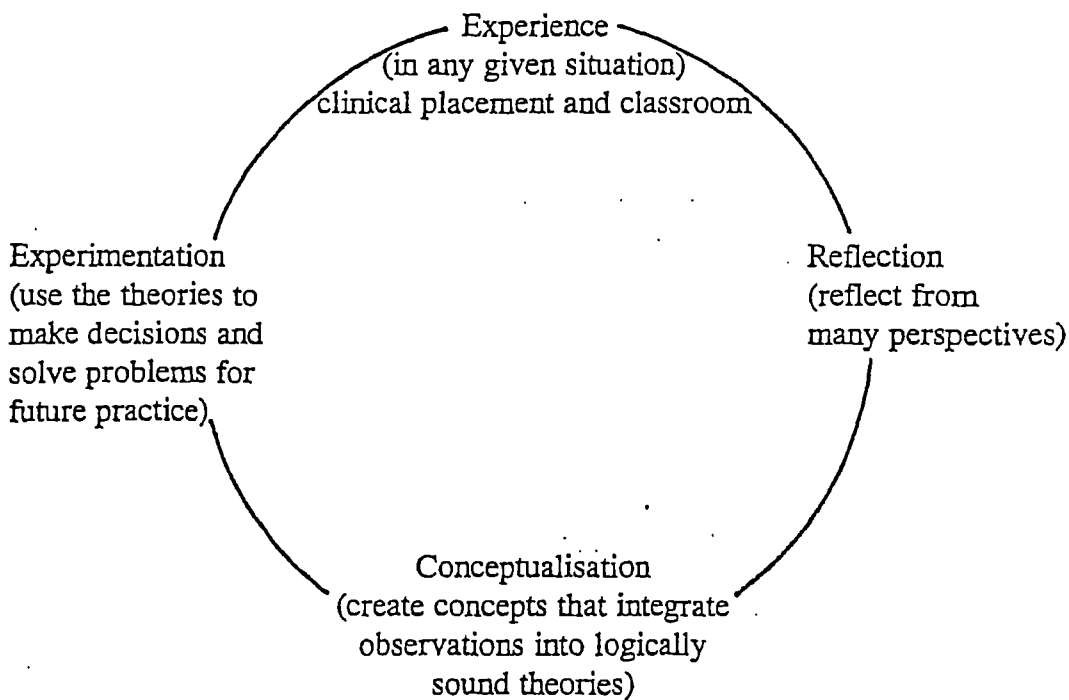 Experience
(in any given situation)
clinical placement and classroom
Reflection
(reflect from
many perspectives)
Conceptualisation
(create concepts that integrate
observations into logically
sound theories)
Experimentation
(use the theories to
make decisions and
solve problems for
future practice)